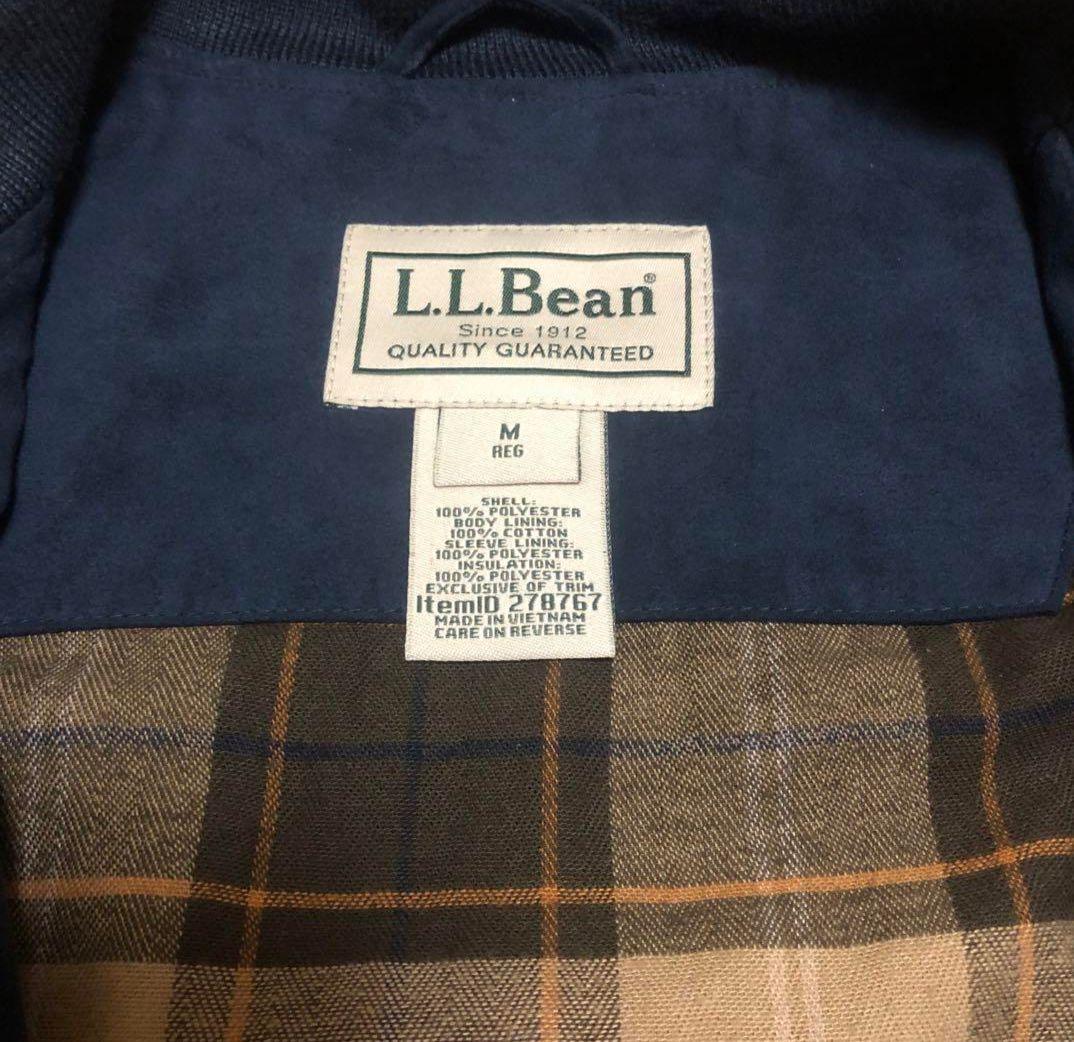 L.L.Bean®
Since 1912
QUALITY GUARANTEED
M
REG
SHELL:
100% POLYESTER
BODY LINING:
100% COTTON
SLEEVE LINING:
100% POLYESTER
INSULATION:
100% POLYESTER
EXCLUSIVE OF TRIM
ItemID 278767
MADE IN VIETNAM
CARE ON REVERSE